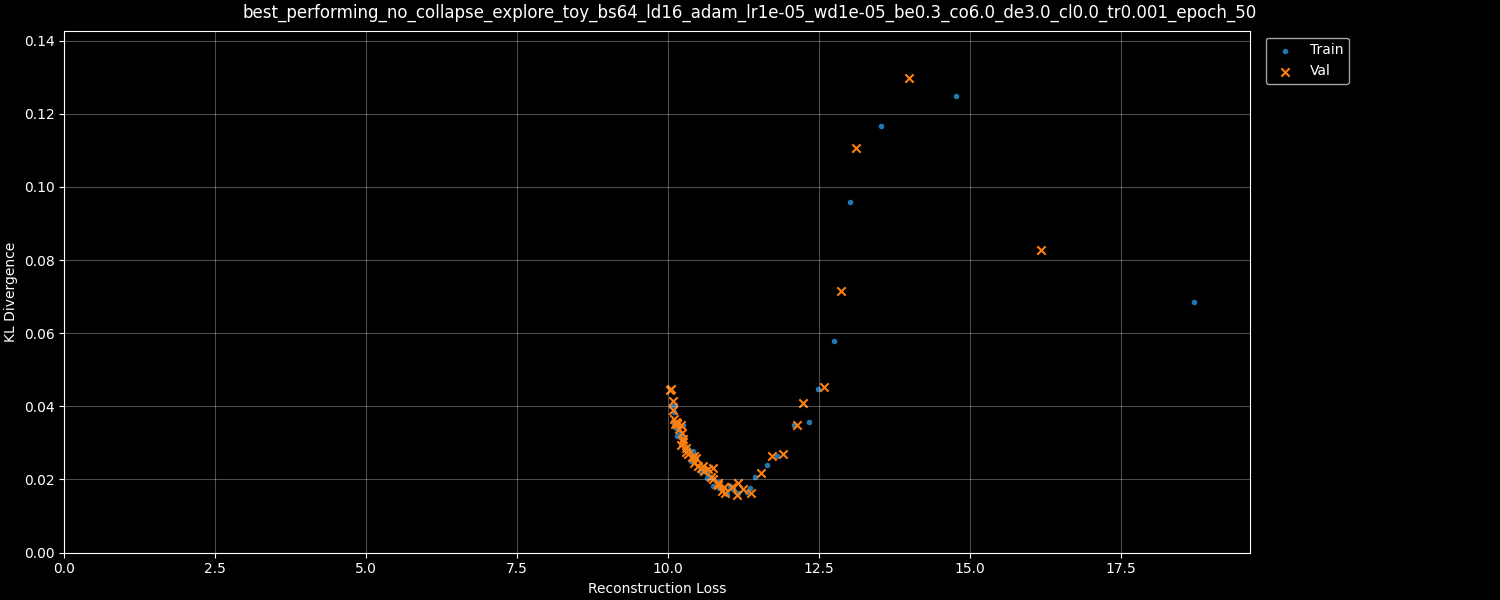 best_performing_no_collapse_explore_toy_bs64_ld16_adam_lr1e-05_wd1e-05_be0.3_co6.0_de3.0_cl0.0_tr0.001_epoch_50
Train
Val
KL Divergence
0.14
0.12
0.10
0.08
0.06
0.04
0.02
0.00
0.0 2.5 5.0 7.5 10.0 12.5 15.0 17.5
Reconstruction Loss